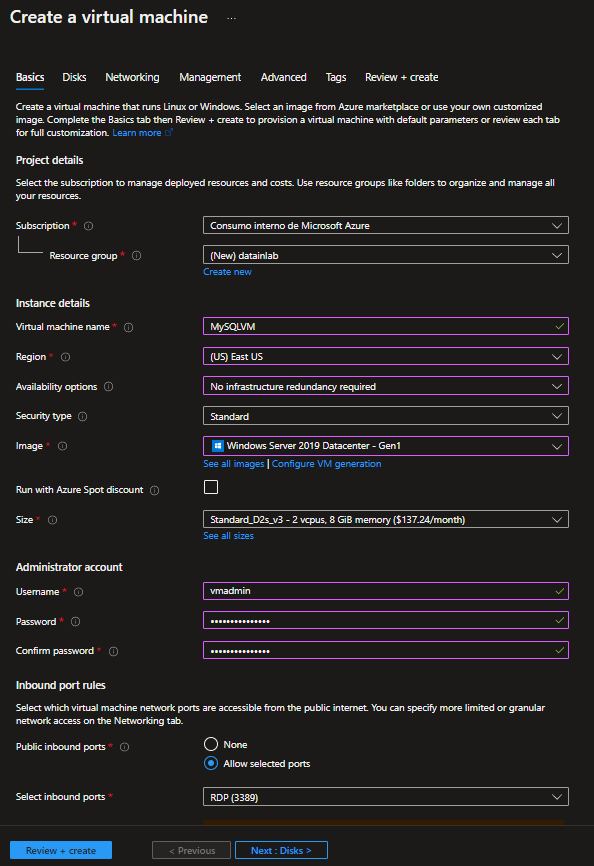 Create a virtual machine ...
Basics Disks Networking Management Advanced Tags Review + create
Create a virtual machine that runs Linux or Windows. Select an image from Azure marketplace or use your own customized
image. Complete the Basics tab then Review + create to provision a virtual machine with default parameters or review each tab
for full customization. Learn more
Project details
Select the subscription to manage deployed resources and costs. Use resource groups like folders to organize and manage all
your resources.
Subscription * Consumo interno de Microsoft Azure
Resource group * (New) datainlab
Create new
Instance details
Virtual machine name * MySQLVM
Region * (US) East US
Availability options No infrastructure redundancy required
Security type Standard
Image * Windows Server 2019 Datacenter - Gen1
See all images | Configure VM generation
Run with Azure Spot discount
Size * Standard_D2s_v3 - 2 vcpus, 8 GiB memory ($137.24/month)
See all sizes
Administrator account
Username * vmadmin
Password * •••••••••••••••
Confirm password * •••••••••••••••
Inbound port rules
Select which virtual machine network ports are accessible from the public internet. You can specify more limited or granular
network access on the Networking tab.
Public inbound ports * None
Allow selected ports
Select inbound ports * RDP (3389)
Review + create < Previous Next : Disks >